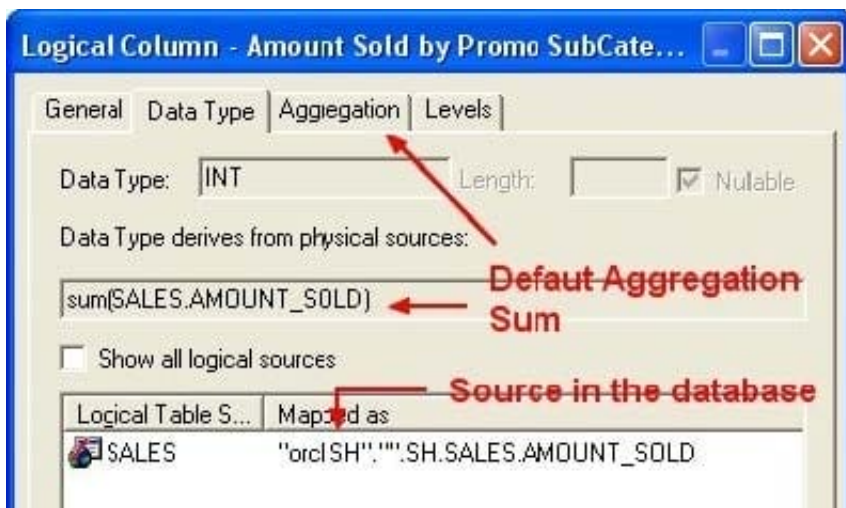 Logical Column - Amount Sold by Promo SubCate...
General Data Type Aggregation Levels
Data Type: INT Length: Nullable
Data Type derives from physical sources:
Defaut Aggregation
sum(SALES.AMOUNT_SOLD)
Sum
Show all logical sources
Source in the database
Logical Table S... Mapped as
SALES "orclSH"."".SH.SALES.AMOUNT_SOLD